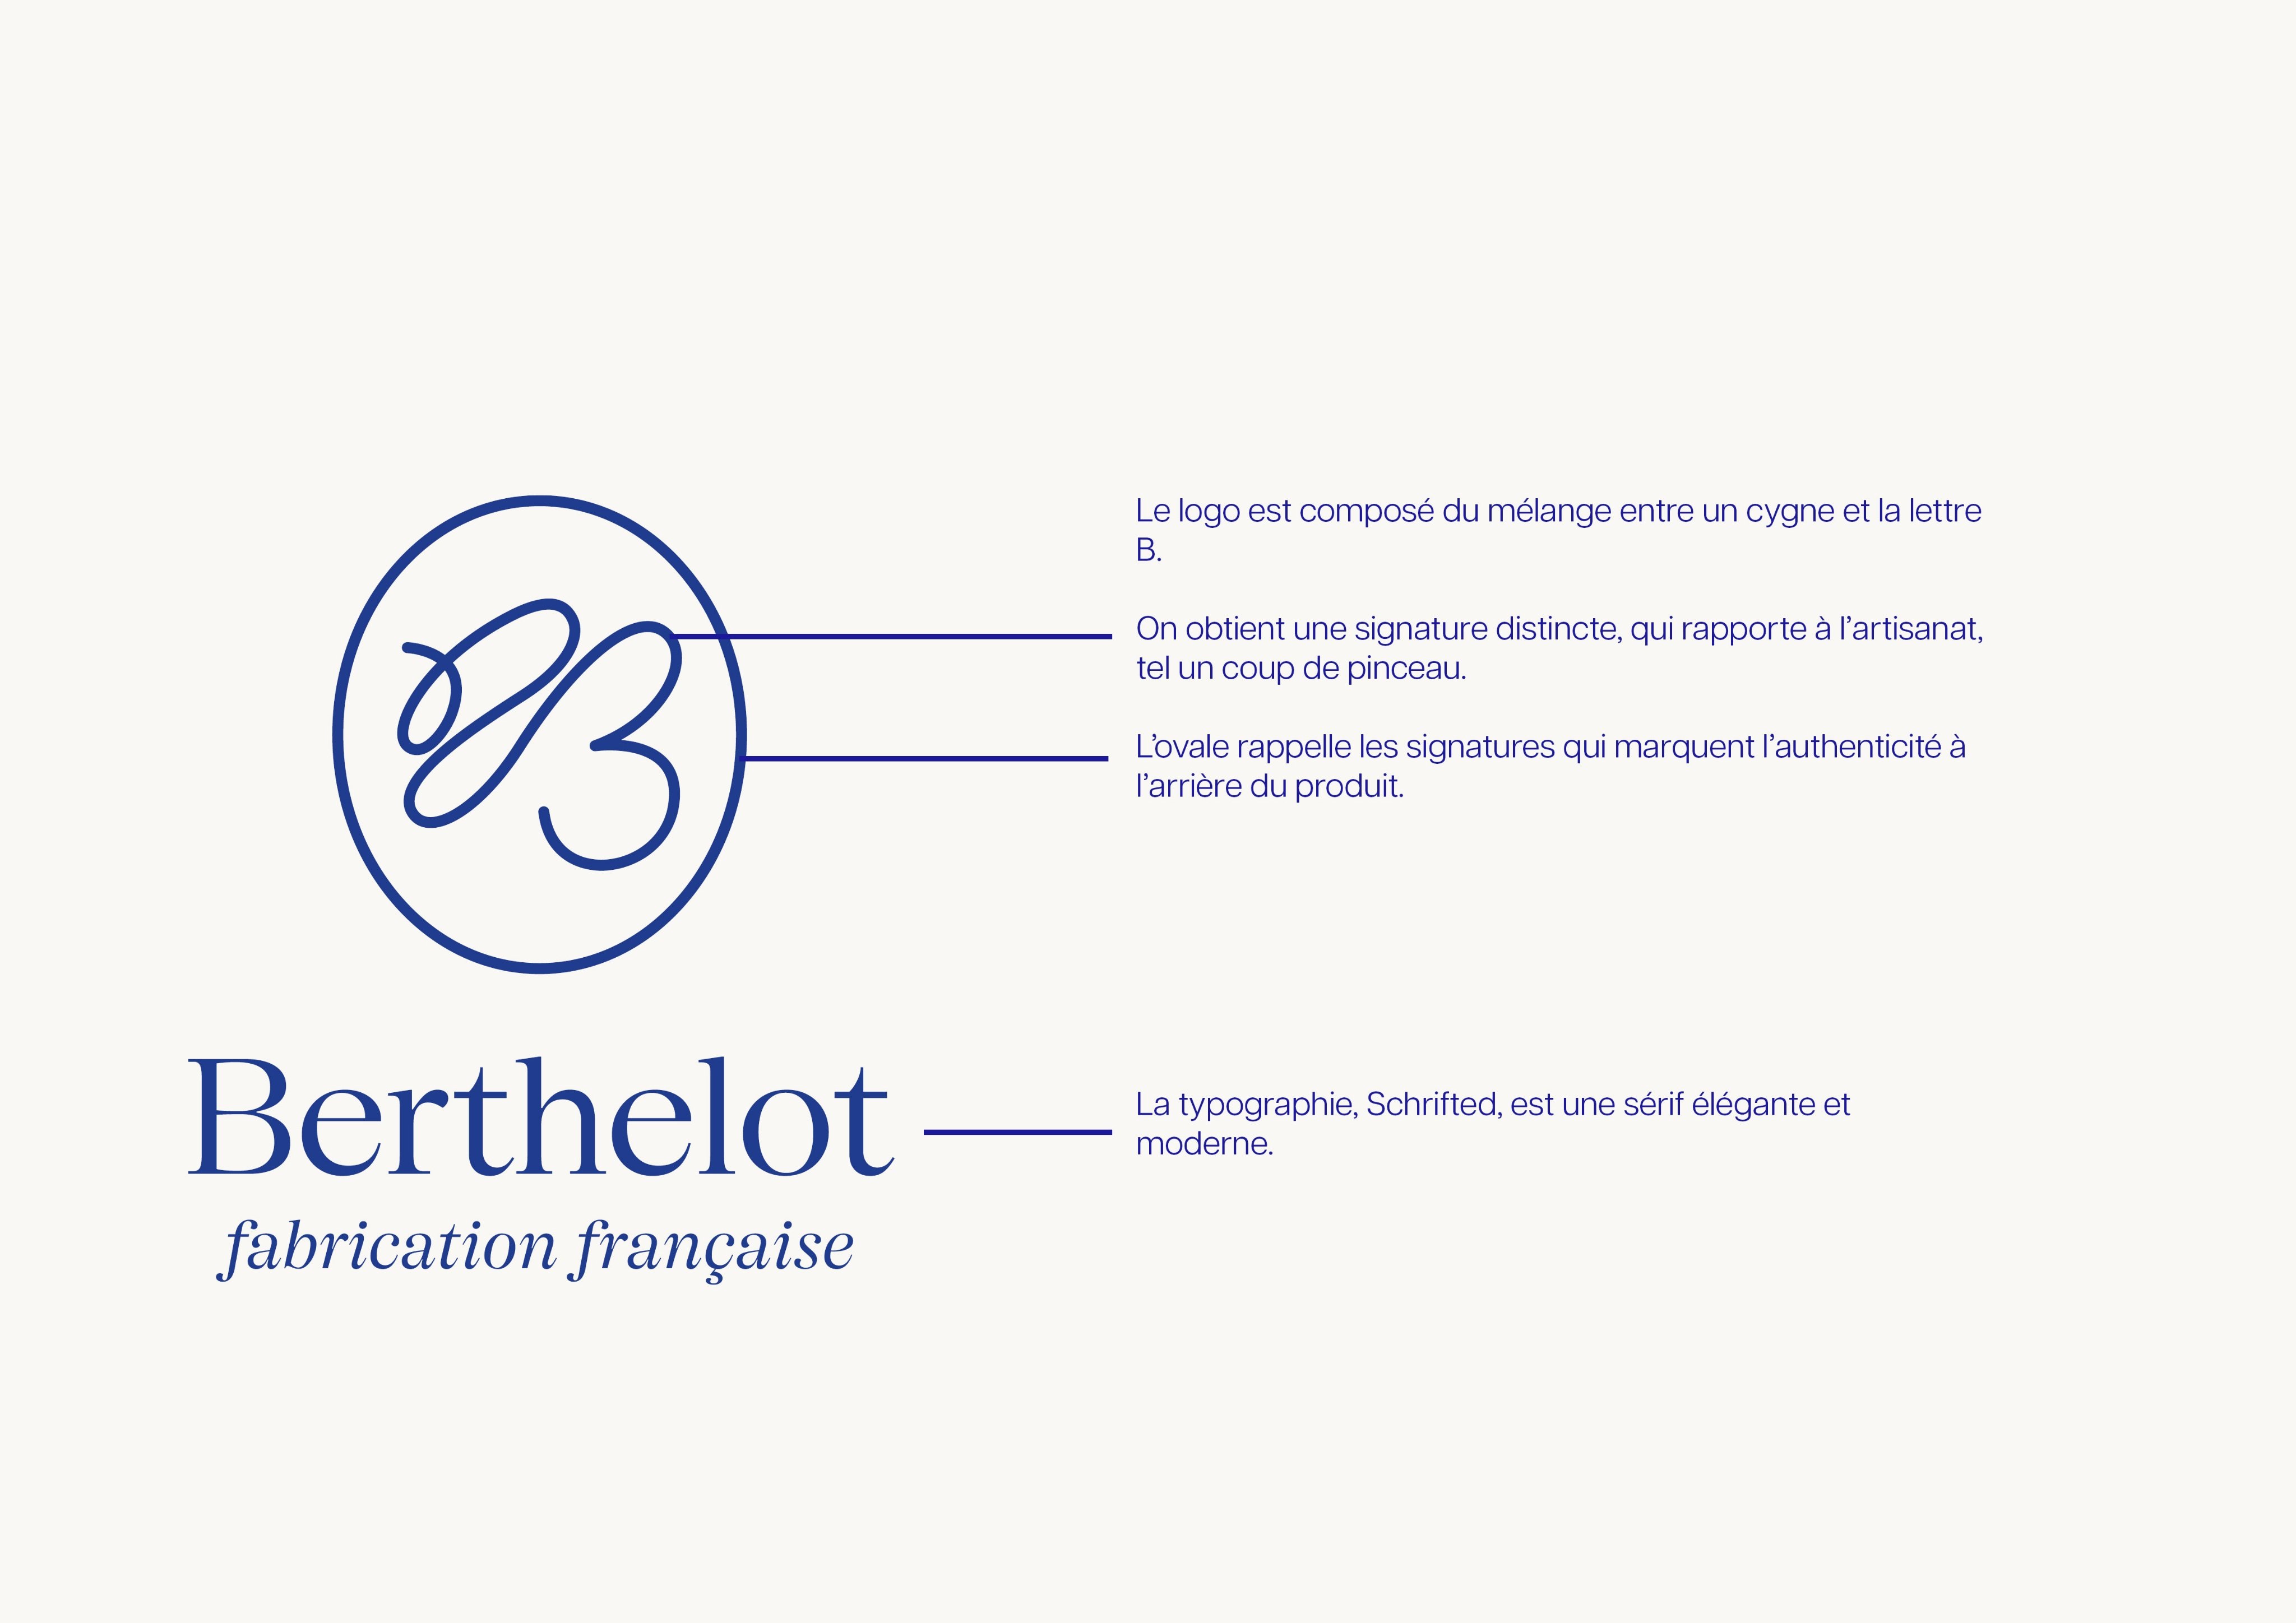 Le logo est composé du mélange entre un cygne et la lettre
B.
On obtient une signature distincte, qui rapporte à l’artisanat,
tel un coup de pinceau.
L’ovale rappelle les signatures qui marquent l’authenticité à
l’arrière du produit.
B
Berthelot
fabrication française
La typographie, Schrifted, est une sérif élégante et
moderne.